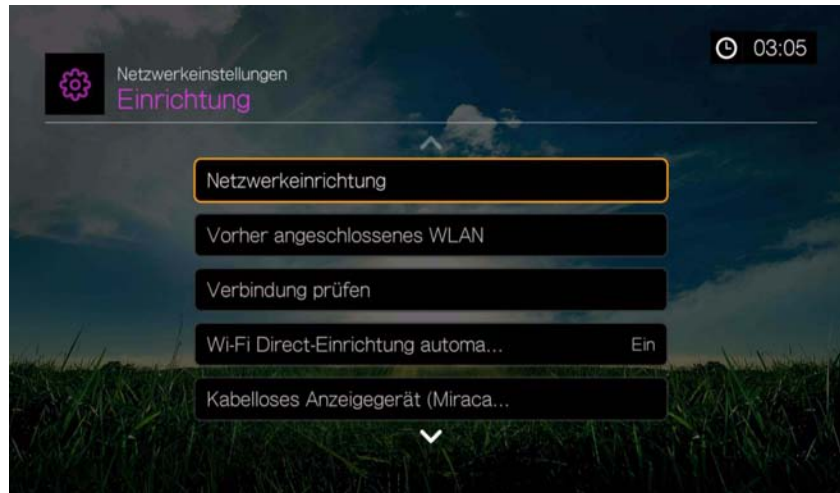 03:05
Netzwerkeinstellungen
Einrichtung
Netzwerkeinrichtung
Vorher angeschlossenes WLAN
Verbindung prüfen
Wi-Fi Direct-Einrichtung automa... Ein
Kabelloses Anzeigegerät (Miraca...